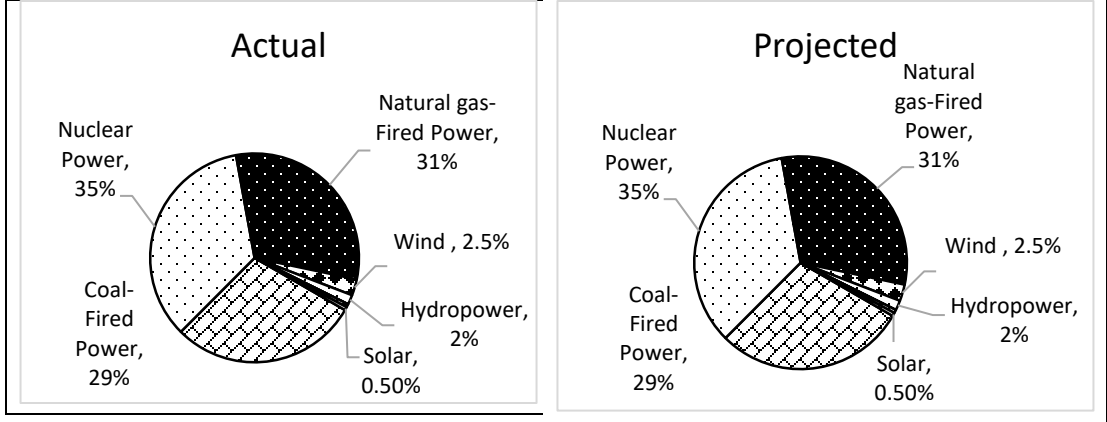 Actual
Natural gas-
Fired Power,
31%
Nuclear
Power,
35%
Wind , 2.5%
Coal-
Fired
Power,
29%
Hydropower,
2%
Solar,
0.50%
Projected
Natural
gas-Fired
Power,
31%
Nuclear
Power,
35%
Wind , 2.5%
Coal-
Fired
Power,
29%
Hydropower,
2%
Solar,
0.50%